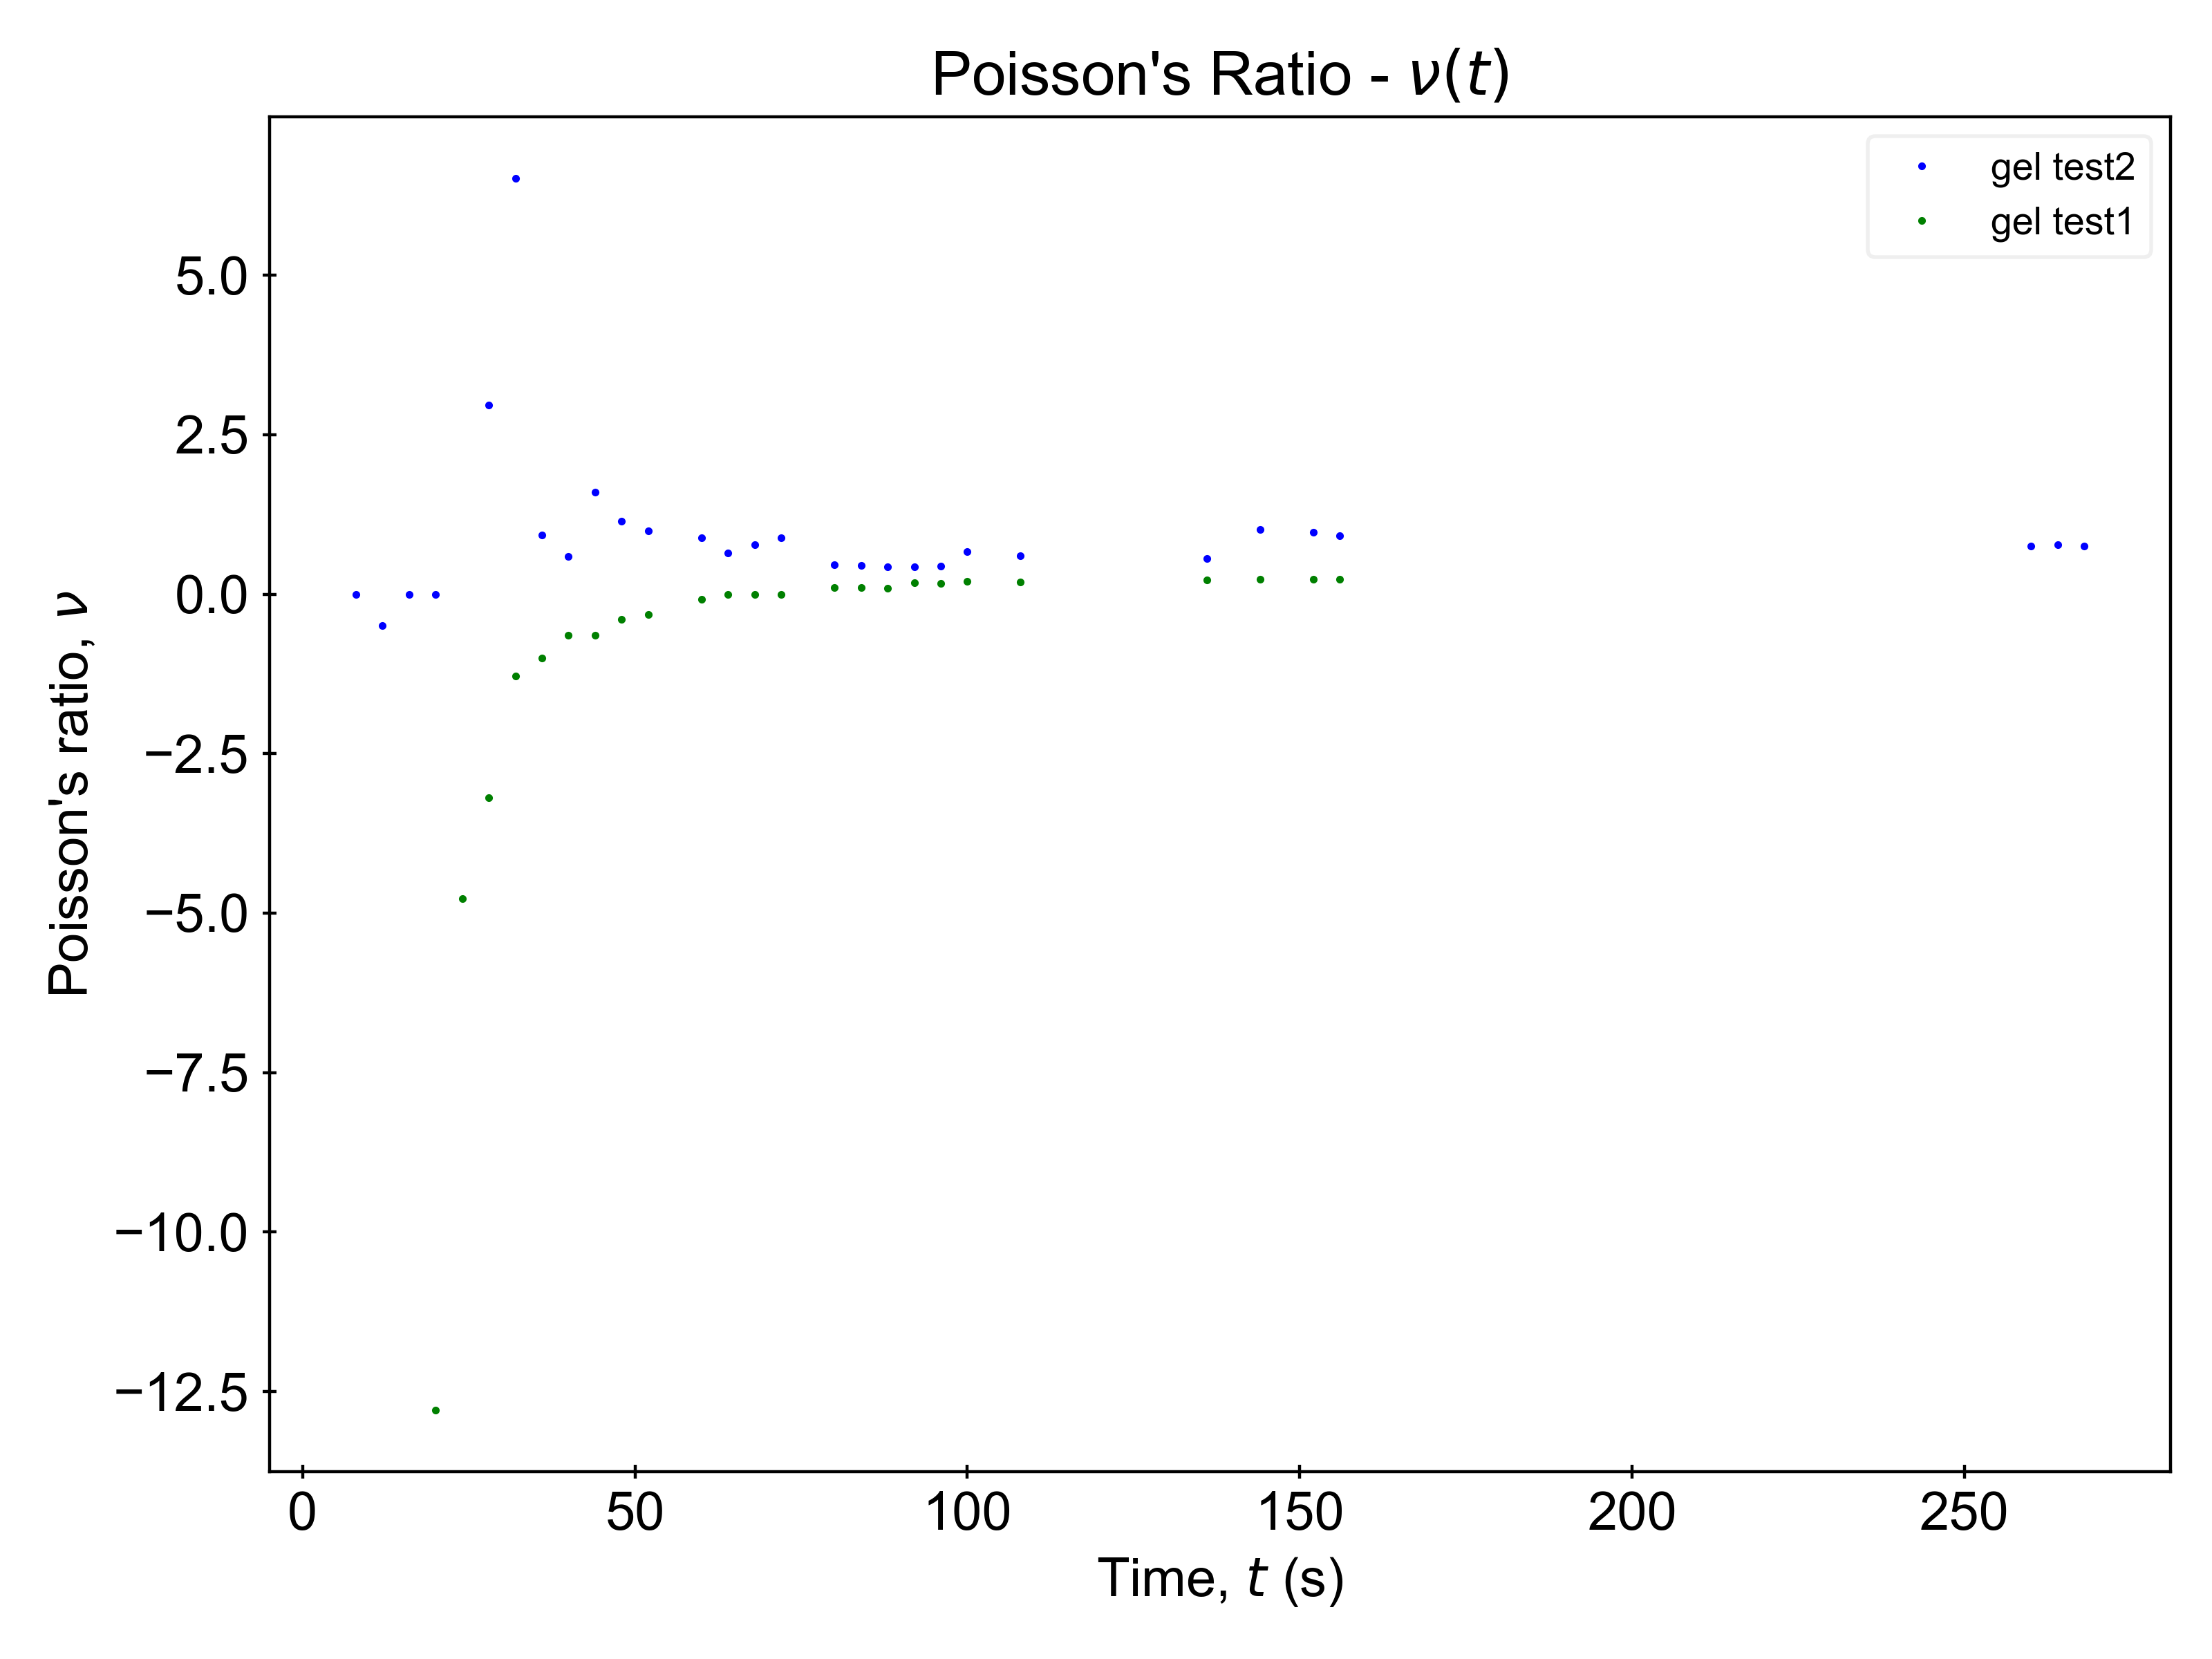 Poisson's Ratio - ν(t)
gel test2
gel test1
Poisson's ratio, ν
5.0
2.5
0.0
−2.5
−5.0
−7.5
−10.0
−12.5
0 50 100 150 200 250
Time, t (s)